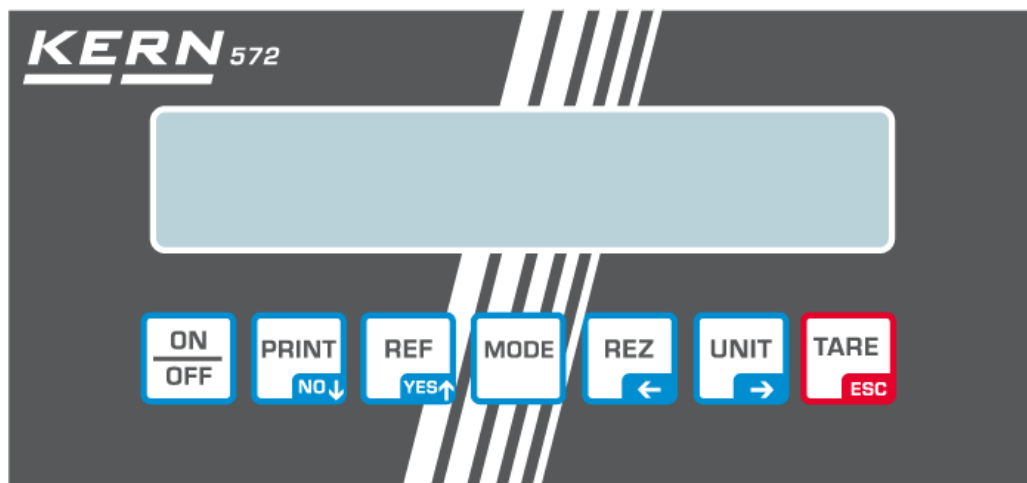 KERN 572
ON
OFF
PRINT
NO↓
REF
YES↑
MODE
REZ
←
UNIT
→
TARE
ESC